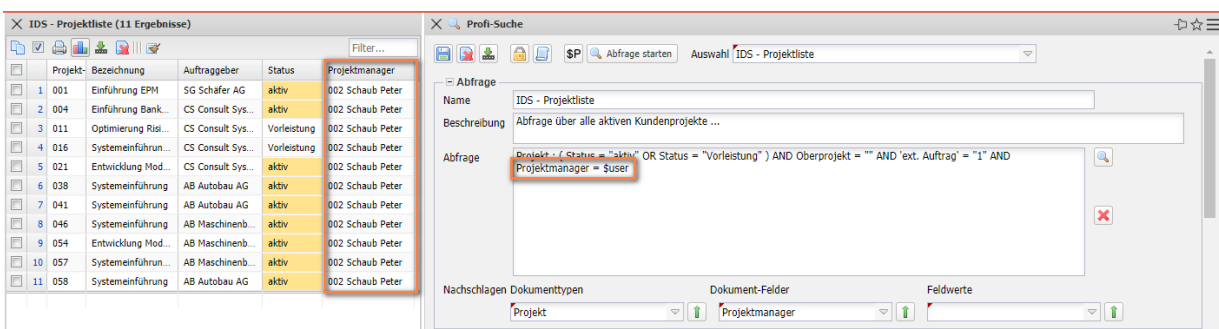 IDS - Projektliste (11 Ergebnisse)
Filter...
Projekt- Bezeichnung Auftraggeber Status Projektmanager
1 001 Einführung EPM SG Schäfer AG aktiv 002 Schaub Peter
2 004 Einführung Bank... CS Consult Sys... aktiv 002 Schaub Peter
3 011 Optimierung Risi... CS Consult Sys... Vorleistung 002 Schaub Peter
4 016 Systemeinführun... CS Consult Sys... Vorleistung 002 Schaub Peter
5 021 Entwicklung Mod... CS Consult Sys... aktiv 002 Schaub Peter
6 038 Systemeinführung AB Autobau AG aktiv 002 Schaub Peter
7 041 Systemeinführung AB Autobau AG aktiv 002 Schaub Peter
8 046 Systemeinführung AB Maschinenb... aktiv 002 Schaub Peter
9 054 Entwicklung Mod... AB Maschinenb... aktiv 002 Schaub Peter
10 057 Systemeinführun... AB Maschinenb... aktiv 002 Schaub Peter
11 058 Systemeinführung AB Autobau AG aktiv 002 Schaub Peter
Profi-Suche
$P Abfrage starten Auswahl IDS - Projektliste
Abfrage
Name IDS - Projektliste
Beschreibung Abfrage über alle aktiven Kundenprojekte ...
Abfrage Projekt : ( Status = "aktiv" OR Status = "Vorleistung" ) AND Oberprojekt = "" AND 'ext. Auftrag' = "1" AND
Projektmanager = $user
Nachschlagen Dokumenttypen Dokument-Felder Feldwerte
Projekt Projektmanager